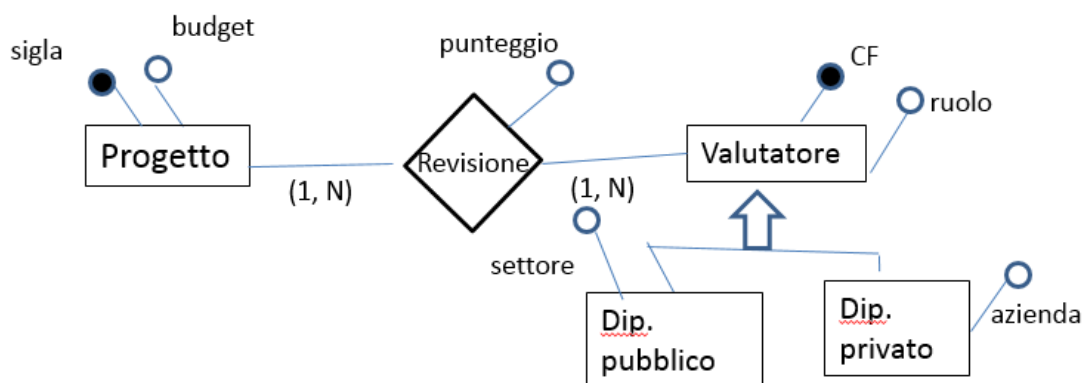 budget
sigla
punteggio
CF
ruolo
Progetto
Revisione
Valutatore
(1, N)
(1, N)
settore
azienda
Dip.
pubblico
Dip.
privato